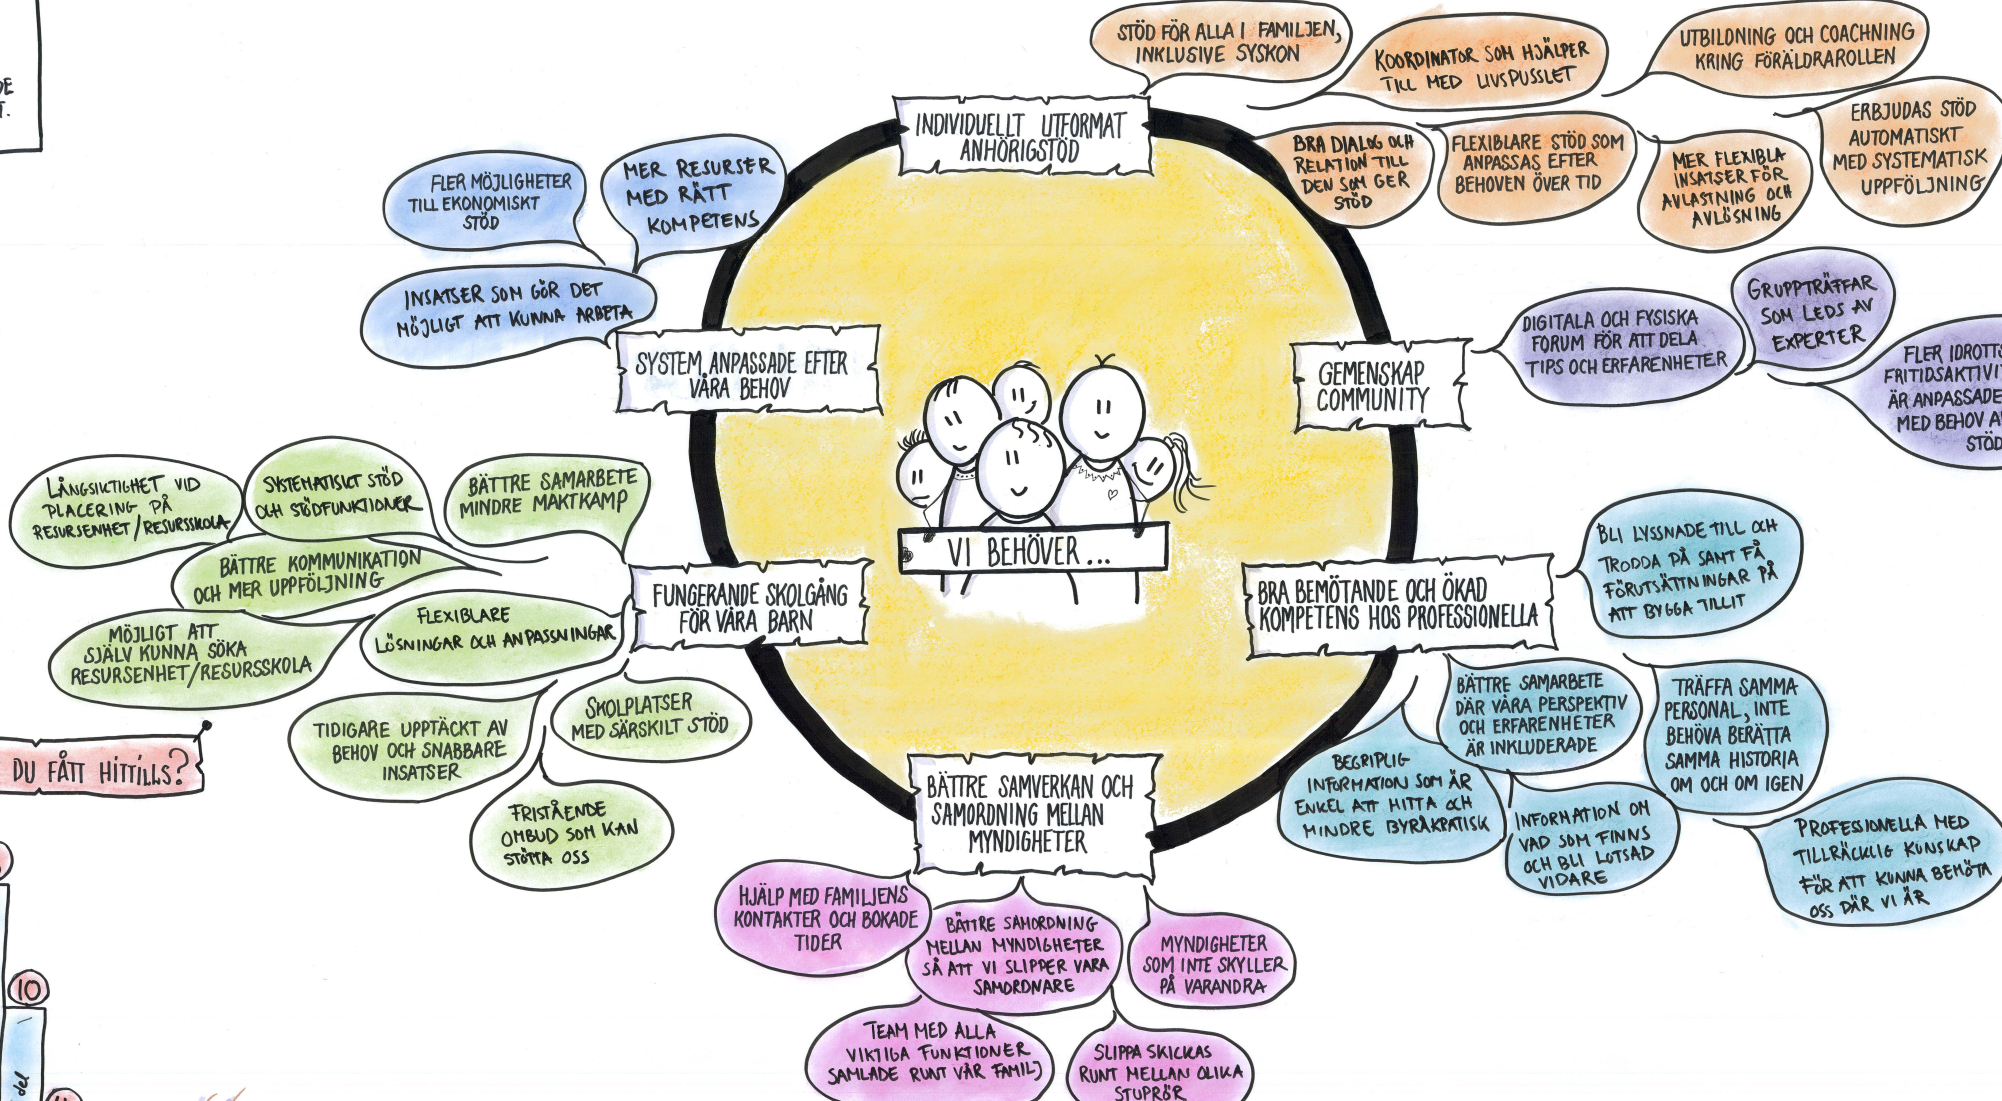 DE
T.
INDIVIDUELLT UTFORMAT
ANHÖRIGSTÖD
STÖD FÖR ALLA I FAMILJEN,
INKLUSIVE SYSKON
KOORDINATOR SOM HJÄLPER
TILL MED LIVSPUSSLET
UTBILDNING OCH COACHNING
KRING FÖRÄLDRAROLLEN
BRA DIALOG OCH
RELATION TILL
DEN SOM GER
STÖD
FLEXIBLARE STÖD SOM
ANPASSAS EFTER
BEHOVEN ÖVER TID
MER FLEXIBLA
INSATSER FÖR
AVLASTNING OCH
AVLÖSNING
ERBJUDAS STÖD
AUTOMATISKT
MED SYSTEMATISK
UPPFÖLJNING
FLER MÖJLIGHETER
TILL EKONOMISKT
STÖD
MER RESURSER
MED RÄTT
KOMPETENS
INSATSER SOM GÖR DET
MÖJLIGT ATT KUNNA ARBETA
SYSTEM ANPASSADE EFTER
VÅRA BEHOV
GEMENSKAP
COMMUNITY
DIGITALA OCH FYSISKA
FORUM FÖR ATT DELA
TIPS OCH ERFARENHETER
GRUPPTRÄFFAR
SOM LEDS AV
EXPERTER
FLER IDROTTS
FRITIDSAKTIVI
ÄR ANPASSADE
MED BEHOV A
STÖD
VI BEHÖVER...
LÅNGSIKTIGHET VID
PLACERING PÅ
RESURSENHET/RESURSSKOLA
SYSTEMATISKT STÖD
OCH STÖDFUNKTIONER
BÄTTRE SAMARBETE
MINDRE MAKTKAMP
BÄTTRE KOMMUNIKATION
OCH MER UPPFÖLJNING
FUNGERANDE SKOLGÅNG
FÖR VÅRA BARN
MÖJLIGT ATT
SJÄLV KUNNA SÖKA
RESURSENHET/RESURSSKOLA
FLEXIBLARE
LÖSNINGAR OCH ANPASSNINGAR
TIDIGARE UPPTÄCKT AV
BEHOV OCH SNABBARE
INSATSER
SKOLPLATSER
MED SÄRSKILT STÖD
FRISTÅENDE
OMBUD SOM KAN
STÖTTA OSS
BRA BEMÖTANDE OCH ÖKAD
KOMPETENS HOS PROFESSIONELLA
BLI LYSSNADE TILL OCH
TRODDA PÅ SAMT FÅ
FÖRUTSÄTTNINGAR PÅ
ATT BYGGA TILLIT
BÄTTRE SAMARBETE
DÄR VÅRA PERSPEKTIV
OCH ERFARENHETER
ÄR INKLUDERADE
TRÄFFA SAMMA
PERSONAL, INTE
BEHÖVA BERÄTTA
SAMMA HISTORIA
OM OCH OM IGEN
BEGRIPLIG
INFORMATION SOM ÄR
ENKEL ATT HITTA OCH
MINDRE BYRÅKRATISK
INFORMATION OM
VAD SOM FINNS
OCH BLI LOTSAD
VIDARE
PROFESSIONELLA MED
TILLRÄCKLIG KUNSKAP
FÖR ATT KUNNA BEMÖTA
OSS DÄR VI ÄR
DU FÅTT HITTILLS?
BÄTTRE SAMVERKAN OCH
SAMORDNING MELLAN
MYNDIGHETER
HJÄLP MED FAMILJENS
KONTAKTER OCH BOKADE
TIDER
BÄTTRE SAMORDNING
MELLAN MYNDIGHETER
SÅ ATT VI SLIPPER VARA
SAMORDNARE
MYNDIGHETER
SOM INTE SKYLLER
PÅ VARANDRA
TEAM MED ALLA
VIKTIGA FUNKTIONER
SAMLADE RUNT VÅR FAMILJ
SLIPPA SKICKAS
RUNT MELLAN OLIKA
STUPRÖR
10
del